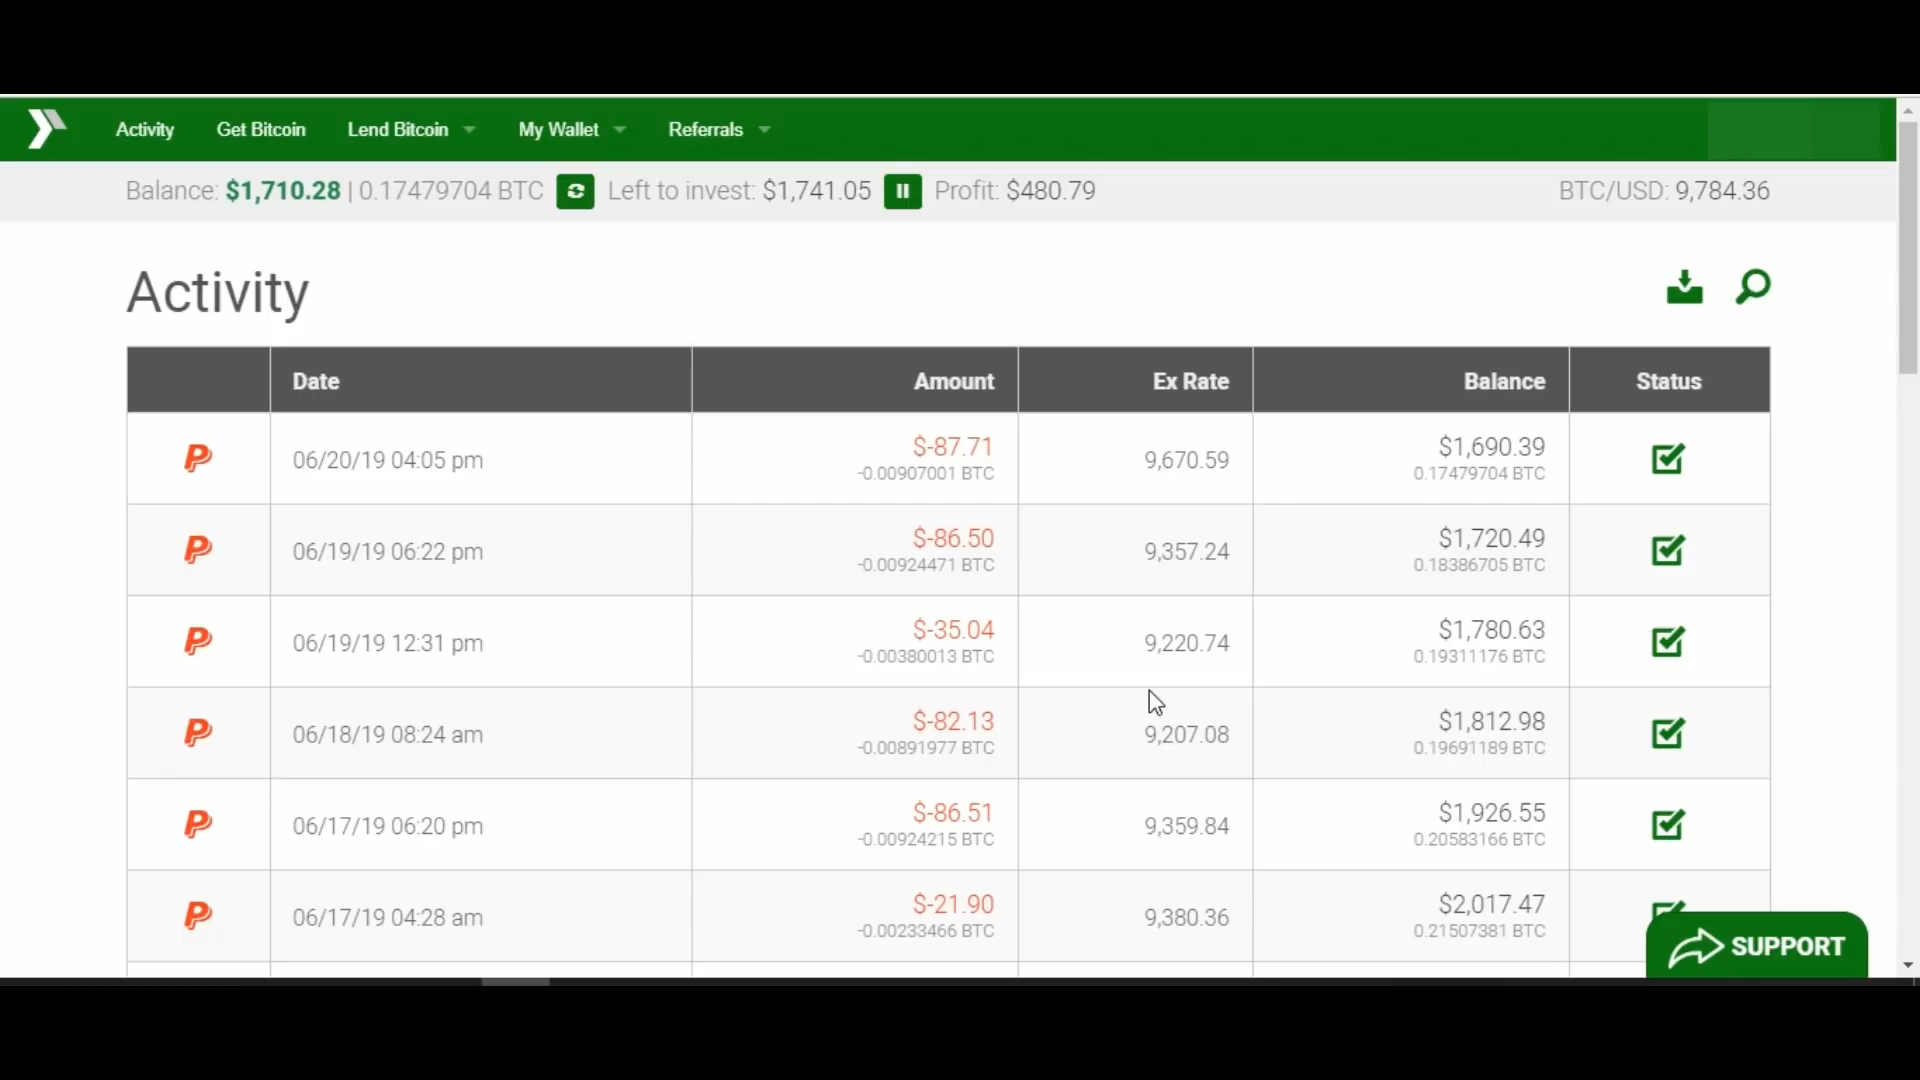 Activity Get Bitcoin Lend Bitcoin My Wallet Referrals
Balance: $1,710.28 | 0.17479704 BTC Left to invest: $1,741.05 Profit: $480.79 BTC/USD: 9,784.36
Activity
Date Amount Ex Rate Balance Status
06/20/19 04:05 pm $-87.71 9,670.59 $1,690.39
-0.00907001 BTC 0.17479704 BTC
06/19/19 06:22 pm $-86.50 9,357.24 $1,720.49
-0.00924471 BTC 0.18386705 BTC
06/19/19 12:31 pm $-35.04 9,220.74 $1,780.63
-0.00380013 BTC 0.19311176 BTC
06/18/19 08:24 am $-82.13 9,207.08 $1,812.98
-0.00891977 BTC 0.19691189 BTC
06/17/19 06:20 pm $-86.51 9,359.84 $1,926.55
-0.00924215 BTC 0.20583166 BTC
06/17/19 04:28 am $-21.90 9,380.36 $2,017.47
-0.00233466 BTC 0.21507381 BTC
SUPPORT